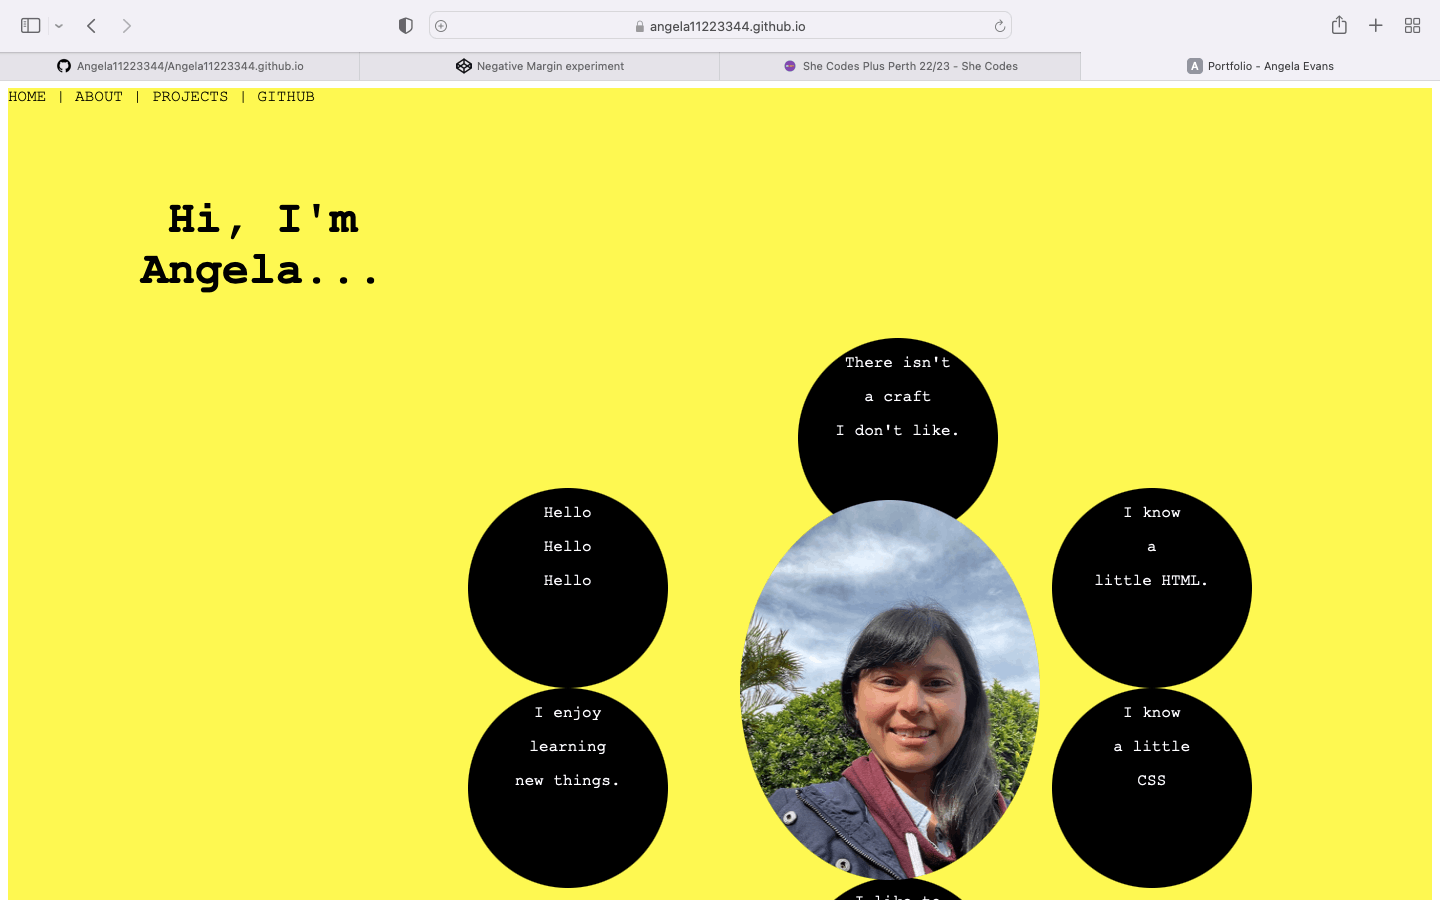 angela11223344.github.io
Angela11223344/Angela11223344.github.io
Negative Margin experiment
She Codes Plus Perth 22/23 - She Codes
A
Portfolio - Angela Evans
HOME | ABOUT | PROJECTS | GITHUB
Hi, I'm
Angela...
There isn't
a craft
I don't like.
Hello
Hello
Hello
I know
a
little HTML.
I enjoy
learning
new things.
I know
a little
CSS
I like to